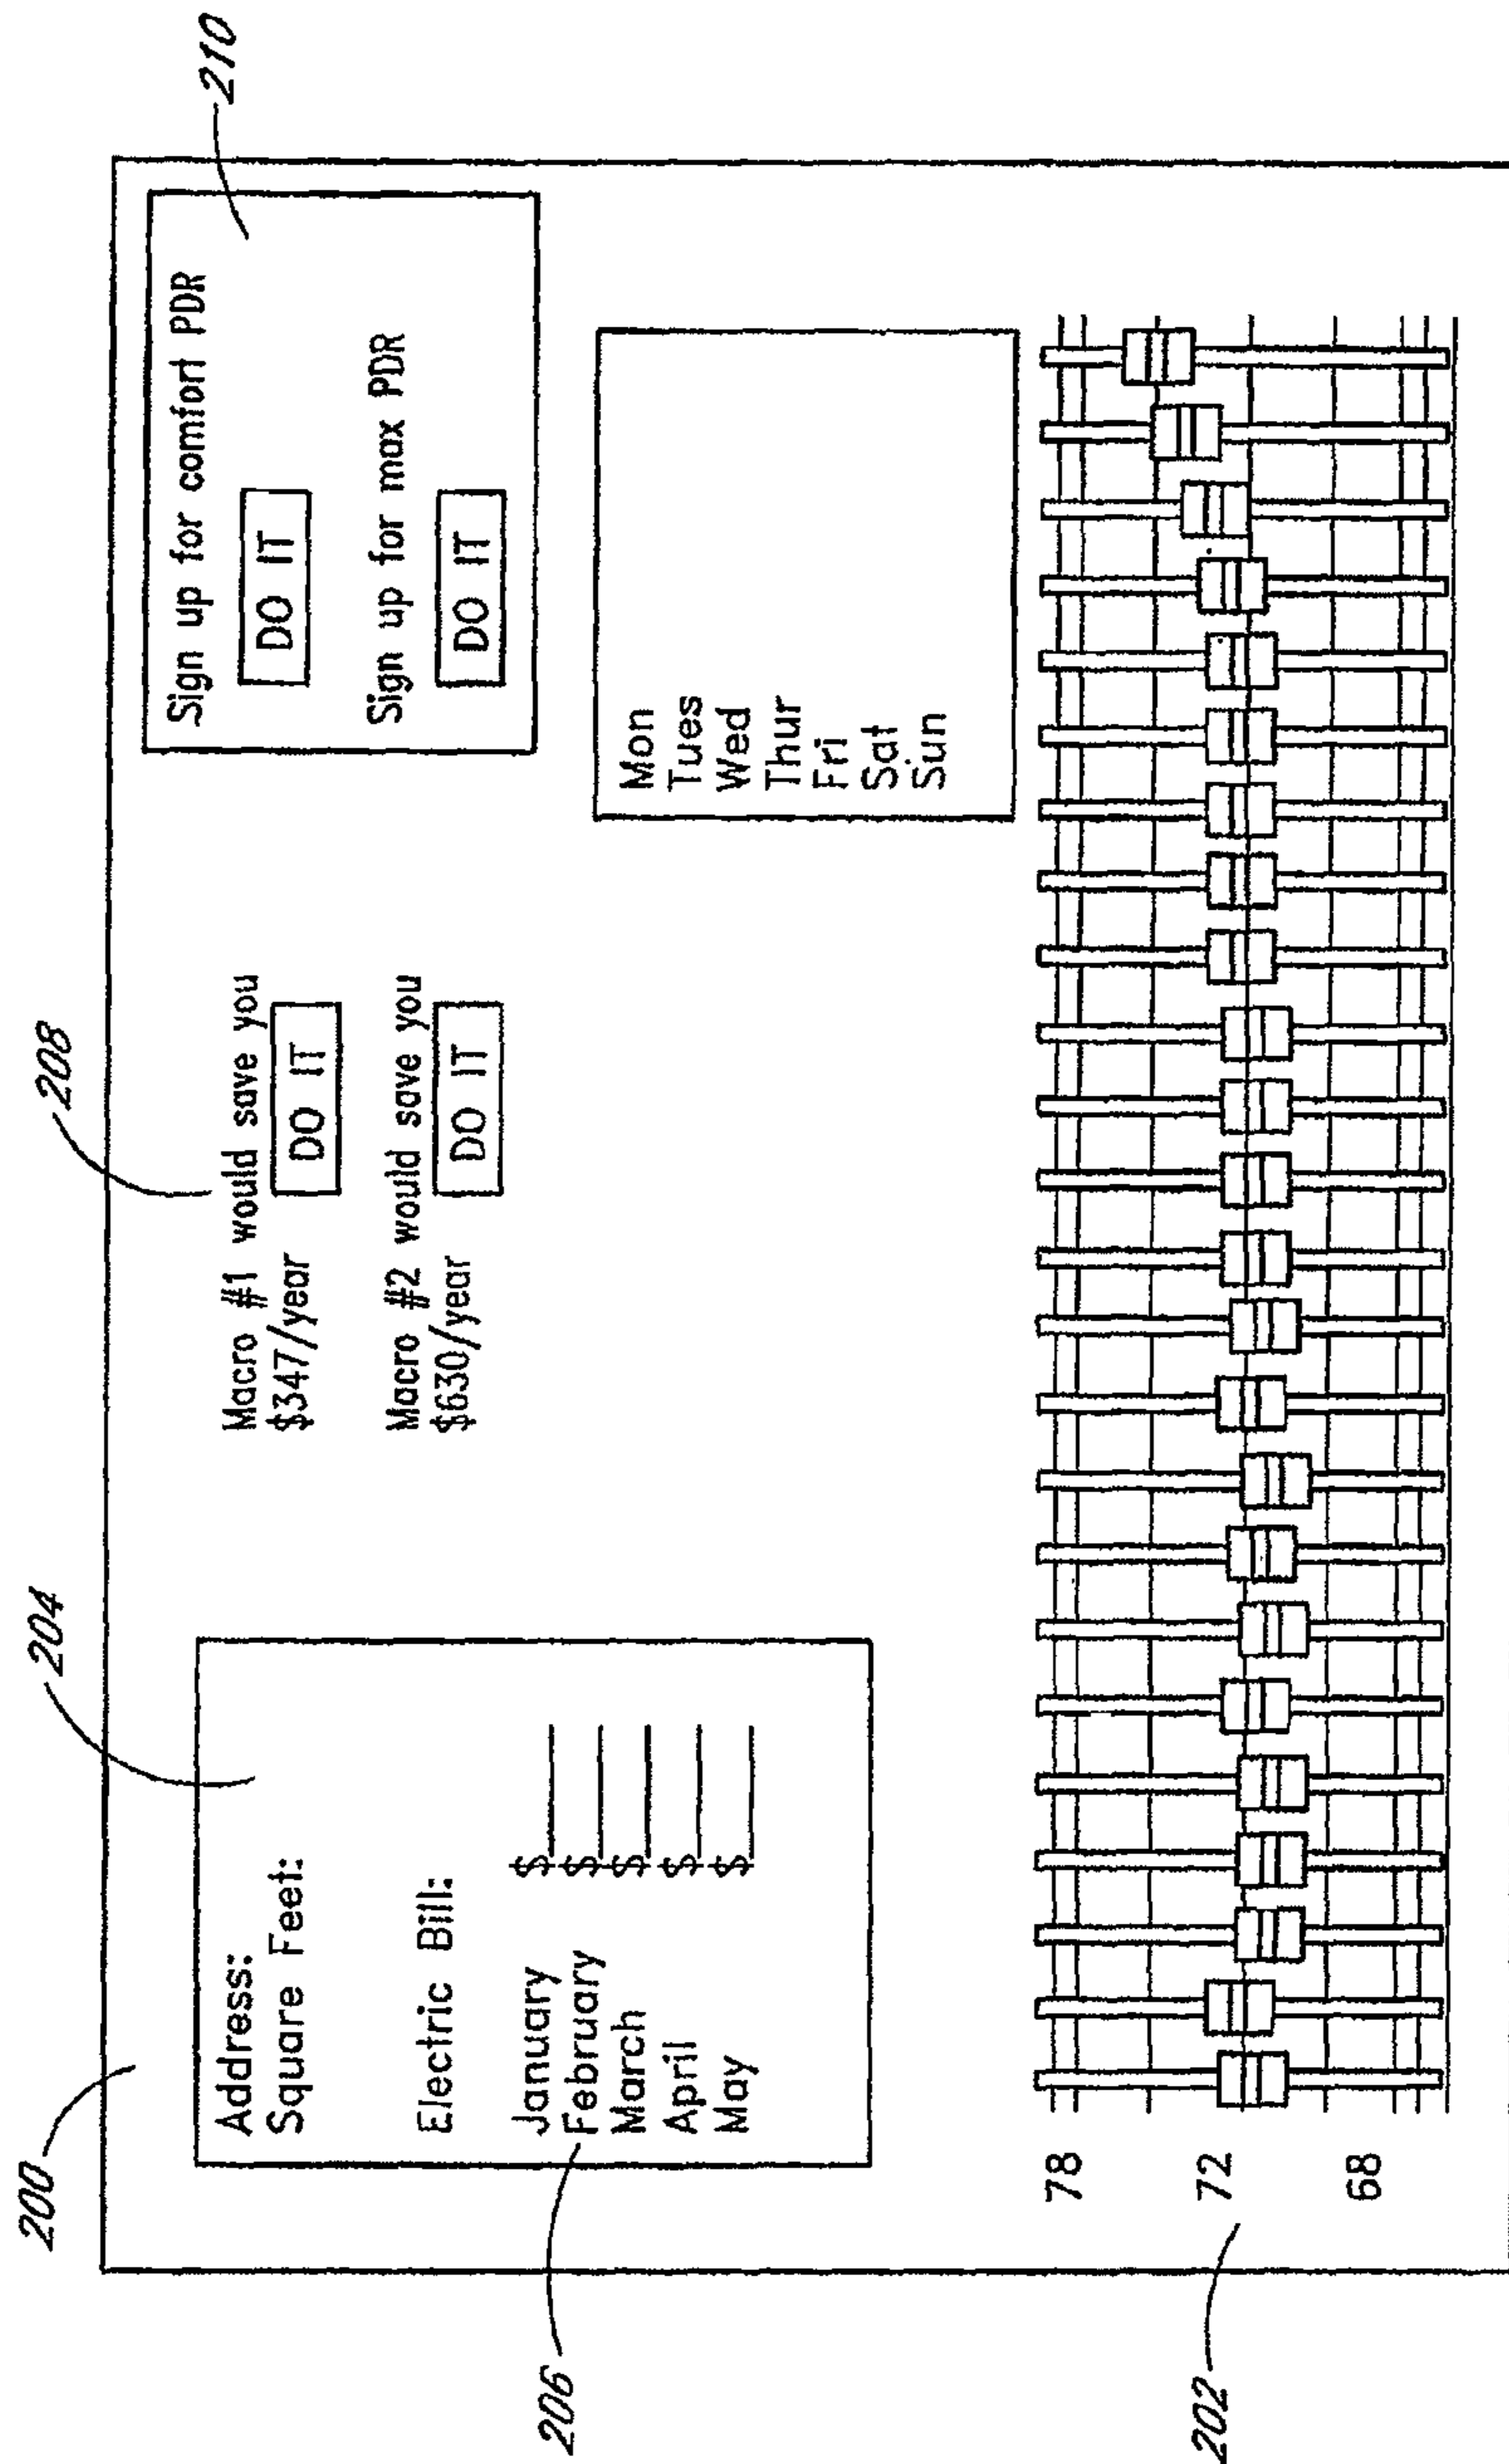 200
204
208
210
Address:
Square Feet:
Electric Bill:
January $
February $
March $
April $
May $
206
Macro #1 would save you
$347/year
DO IT
Macro #2 would save you
$630/year
DO IT
Sign up for comfort PDR
DO IT
Sign up for max PDR
DO IT
Mon
Tues
Wed
Thur
Fri
Sat
Sun
78
72
68
202